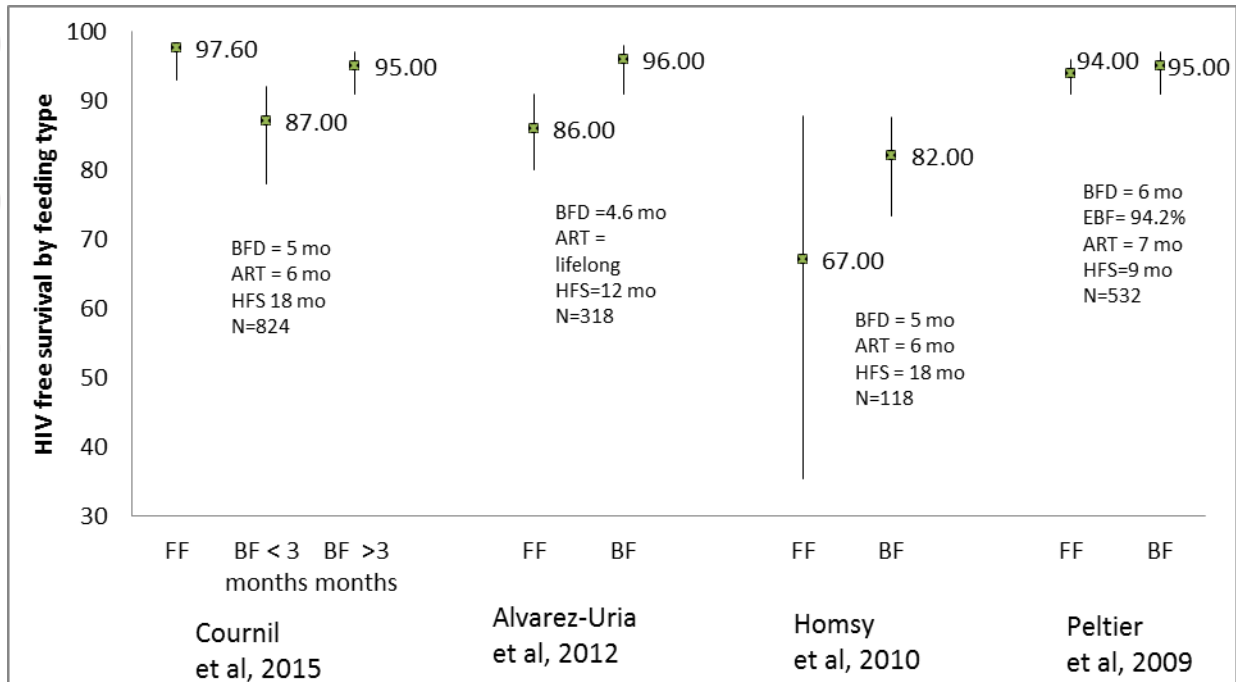 HIV free survival by feeding type
100
90
80
70
60
50
40
30
97.60
87.00
95.00
86.00
96.00
67.00
82.00
94.00
95.00
BFD = 5 mo
ART = 6 mo
HFS 18 mo
N=824
BFD =4.6 mo
ART =
lifelong
HFS=12 mo
N=318
BFD = 5 mo
ART = 6 mo
HFS = 18 mo
N=118
BFD = 6 mo
EBF= 94.2%
ART = 7 mo
HFS=9 mo
N=532
FF
BF < 3
months
BF >3
months
FF
BF
FF
BF
FF
BF
Cournil
et al, 2015
Alvarez-Uria
et al, 2012
Homsy
et al, 2010
Peltier
et al, 2009